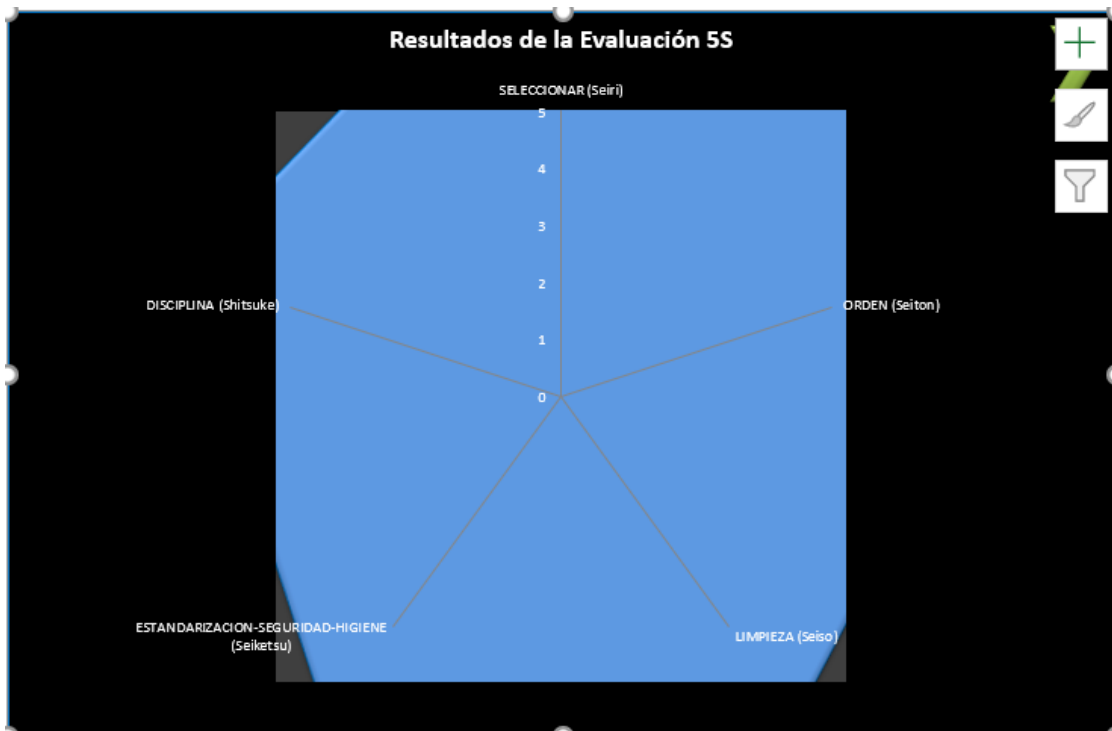 Resultados de la Evaluación 5S
SELECCIONAR (Seiri)
5
4
3
2
1
0
DISCIPLINA (Shitsuke)
ORDEN (Seiton)
ESTANDARIZACION-SEGURIDAD-HIGIENE
(Seiketsu)
LIMPIEZA (Seiso)